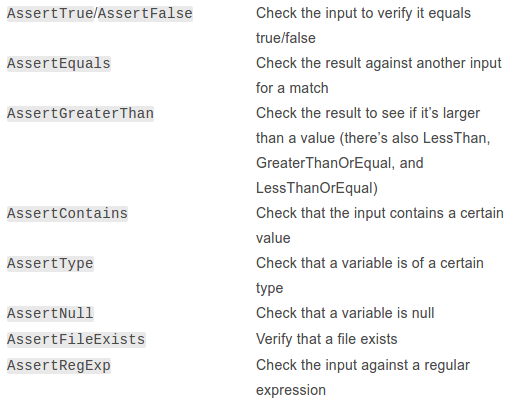 AssertTrue/AssertFalse Check the input to verify it equals
true/false
AssertEquals Check the result against another input
for a match
AssertGreaterThan Check the result to see if it's larger
than a value (there's also LessThan,
GreaterThanOrEqual, and
LessThanOrEqual)
AssertContains Check that the input contains a certain
value
AssertType Check that a variable is of a certain
type
AssertNull Check that a variable is null
AssertFileExists Verify that a file exists
AssertRegExp Check the input against a regular
expression